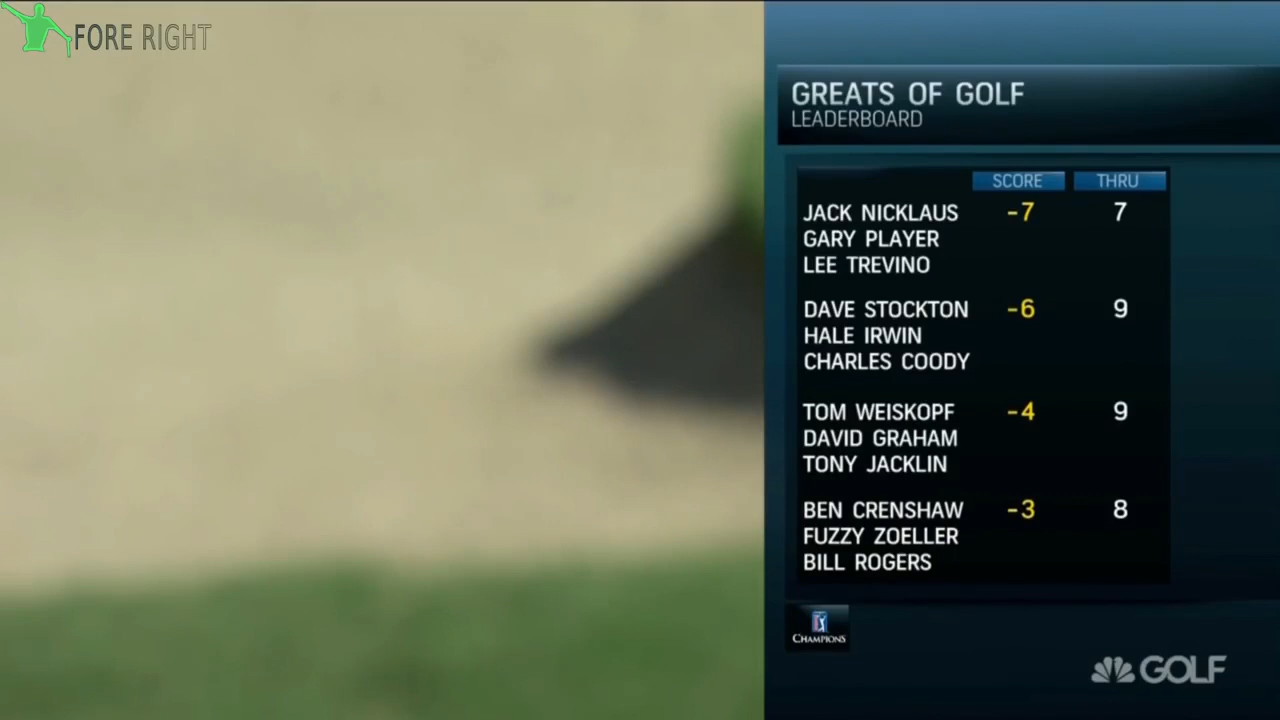 FORE RIGHT
GREATS OF GOLF
LEADERBOARD
SCORE THRU
JACK NICKLAUS -7 7
GARY PLAYER
LEE TREVINO
DAVE STOCKTON -6 9
HALE IRWIN
CHARLES COODY
TOM WEISKOPF -4 9
DAVID GRAHAM
TONY JACKLIN
BEN CRENSHAW -3 8
FUZZY ZOELLER
BILL ROGERS
CHAMPIONS
GOLF